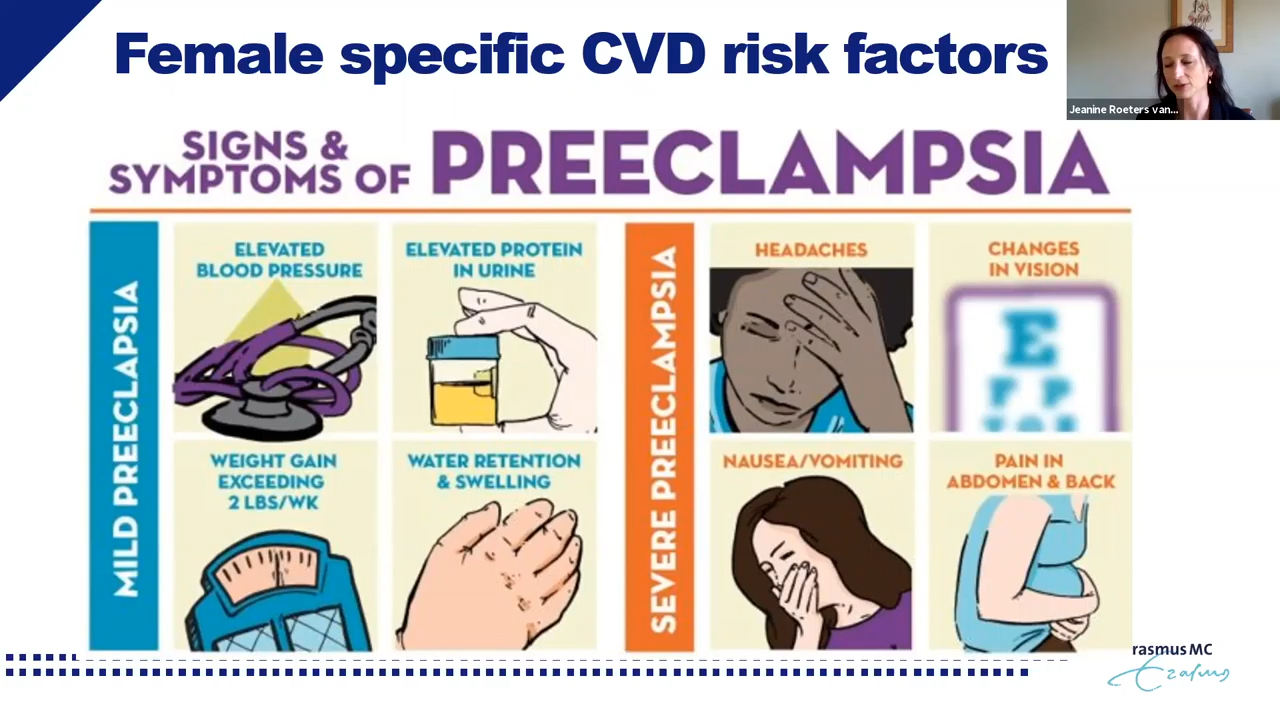 Female specific CVD risk factors
Jeanine Roeters van...
SIGNS &
SYMPTOMS OF PREECLAMPSIA
MILD PREECLAPSIA
ELEVATED
BLOOD PRESSURE
ELEVATED PROTEIN
IN URINE
WEIGHT GAIN
EXCEEDING
2 LBS/WK
WATER RETENTION
& SWELLING
SEVERE PREECLAMPSIA
HEADACHES
CHANGES
IN VISION
E
F P
NAUSEA/VOMITING
PAIN IN
ABDOMEN & BACK
rasmus MC
Erasmus